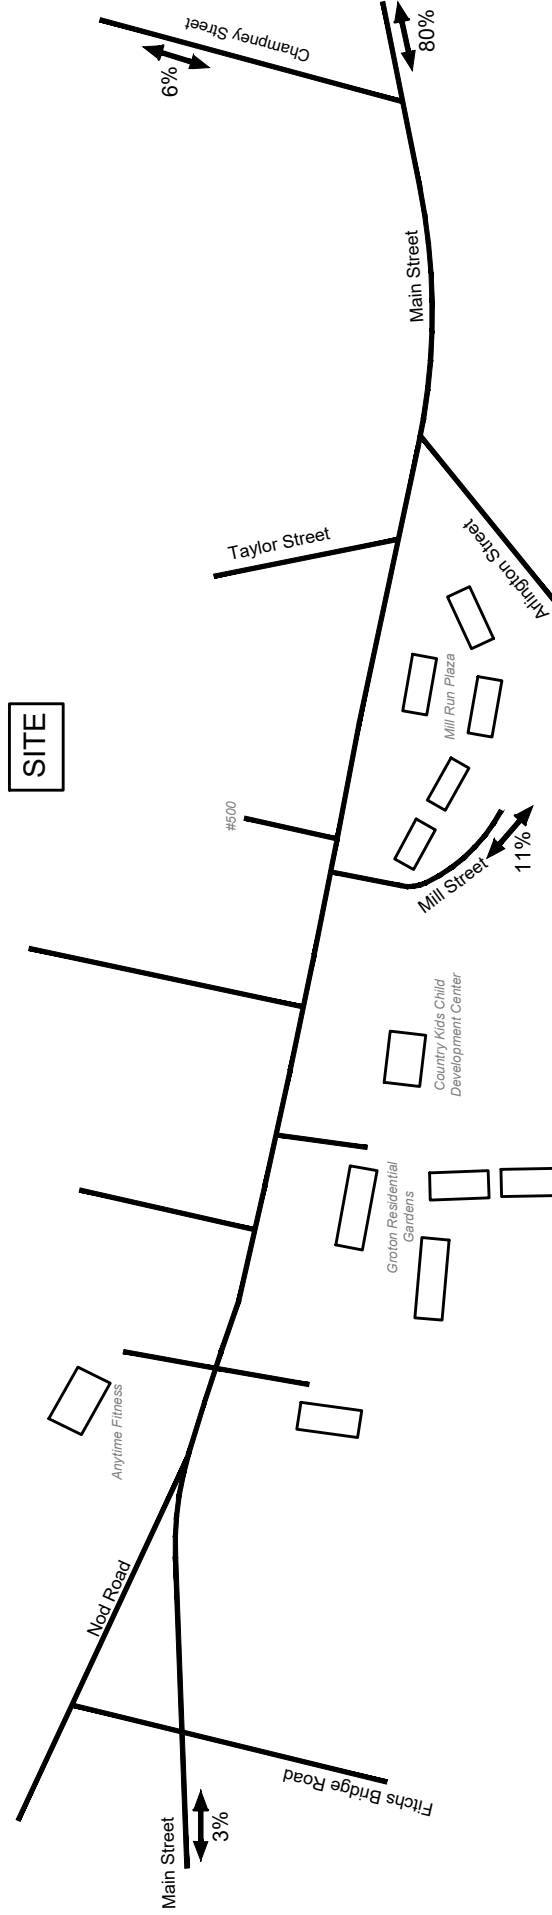 Champney Street
6%
80%
Main Street
Taylor Street
Arlington Street
SITE
Mill Run Plaza
#500
Mill Street
11%
Country Kids Child
Development Center
Groton Residential
Gardens
Anytime Fitness
Nod Road
Fitchs Bridge Road
Main Street
3%